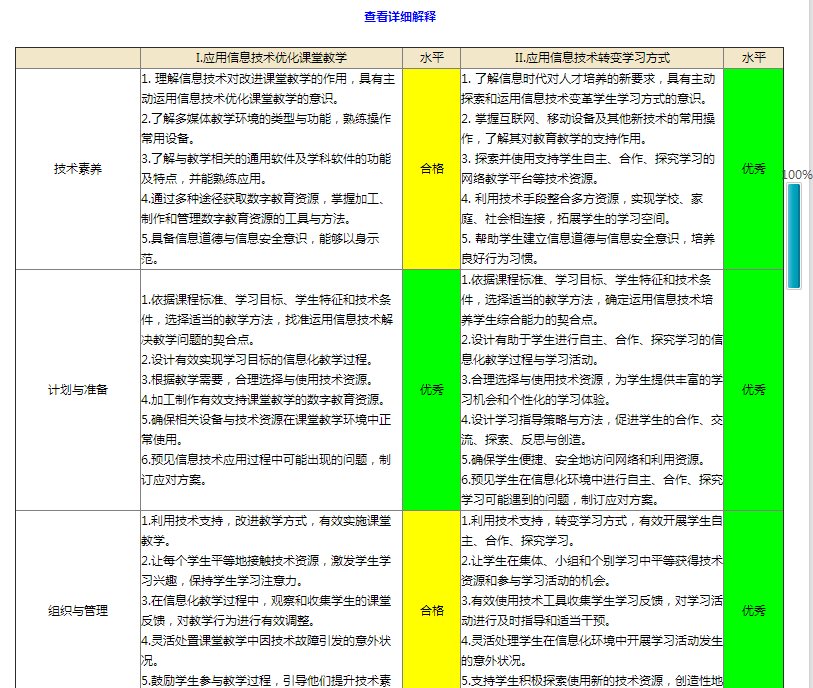 查看详细解释
I.应用信息技术优化课堂教学 水平 II.应用信息技术转变学习方式 水平
技术素养
1. 理解信息技术对改进课堂教学的作用，具有主
动运用信息技术优化课堂教学的意识。
2.了解多媒体教学环境的类型与功能，熟练操作
常用设备。
3.了解与教学相关的通用软件及学科软件的功能
及特点，并能熟练应用。
4.通过多种途径获取数字教育资源，掌握加工、
制作和管理数字教育资源的工具与方法。
5.具备信息道德与信息安全意识，能够以身示
范。
合格
1. 了解信息时代对人才培养的新要求，具有主动
探索和运用信息技术变革学生学习方式的意识。
2. 掌握互联网、移动设备及其他新技术的常用操
作，了解其对教育教学的支持作用。
3. 探索并使用支持学生自主、合作、探究学习的
网络教学平台等技术资源。
4. 利用技术手段整合多方资源，实现学校、家
庭、社会相连接，拓展学生的学习空间。
5. 帮助学生建立信息道德与信息安全意识，培养
良好行为习惯。
优秀
100%
计划与准备
1.依据课程标准、学习目标、学生特征和技术条
件，选择适当的教学方法，找准运用信息技术解
决教学问题的契合点。
2.设计有效实现学习目标的信息化教学过程。
3.根据教学需要，合理选择与使用技术资源。
4.加工制作有效支持课堂教学的数字教育资源。
5.确保相关设备与技术资源在课堂教学环境中正
常使用。
6.预见信息技术应用过程中可能出现的问题，制
订应对方案。
优秀
1.依据课程标准、学习目标、学生特征和技术条
件，选择适当的教学方法，确定运用信息技术培
养学生综合能力的契合点。
2.设计有助于学生进行自主、合作、探究学习的信
息化教学过程与学习活动。
3.合理选择与使用技术资源，为学生提供丰富的学
习机会和个性化的学习体验。
4.设计学习指导策略与方法，促进学生的合作、交
流、探索、反思与创造。
5.确保学生便捷、安全地访问网络和利用资源。
6.预见学生在信息化环境中进行自主、合作、探究
学习可能遇到的问题，制订应对方案。
优秀
组织与管理
1.利用技术支持，改进教学方式，有效实施课堂
教学。
2.让每个学生平等地接触技术资源，激发学生学
习兴趣，保持学生学习注意力。
3.在信息化教学过程中，观察和收集学生的课堂
反馈，对教学行为进行有效调整。
4.灵活处置课堂教学中因技术故障引发的意外状
况。
5.鼓励学生参与教学过程，引导他们提升技术素
合格
1.利用技术支持，转变学习方式，有效开展学生自
主、合作、探究学习。
2.让学生在集体、小组和个别学习中平等获得技术
资源和参与学习活动的机会。
3.有效使用技术工具收集学生学习反馈，对学习活
动进行及时指导和适当干预。
4.灵活处理学生在信息化环境中开展学习活动发生
的意外状况。
5.支持学生积极探索使用新的技术资源，创造性地
优秀